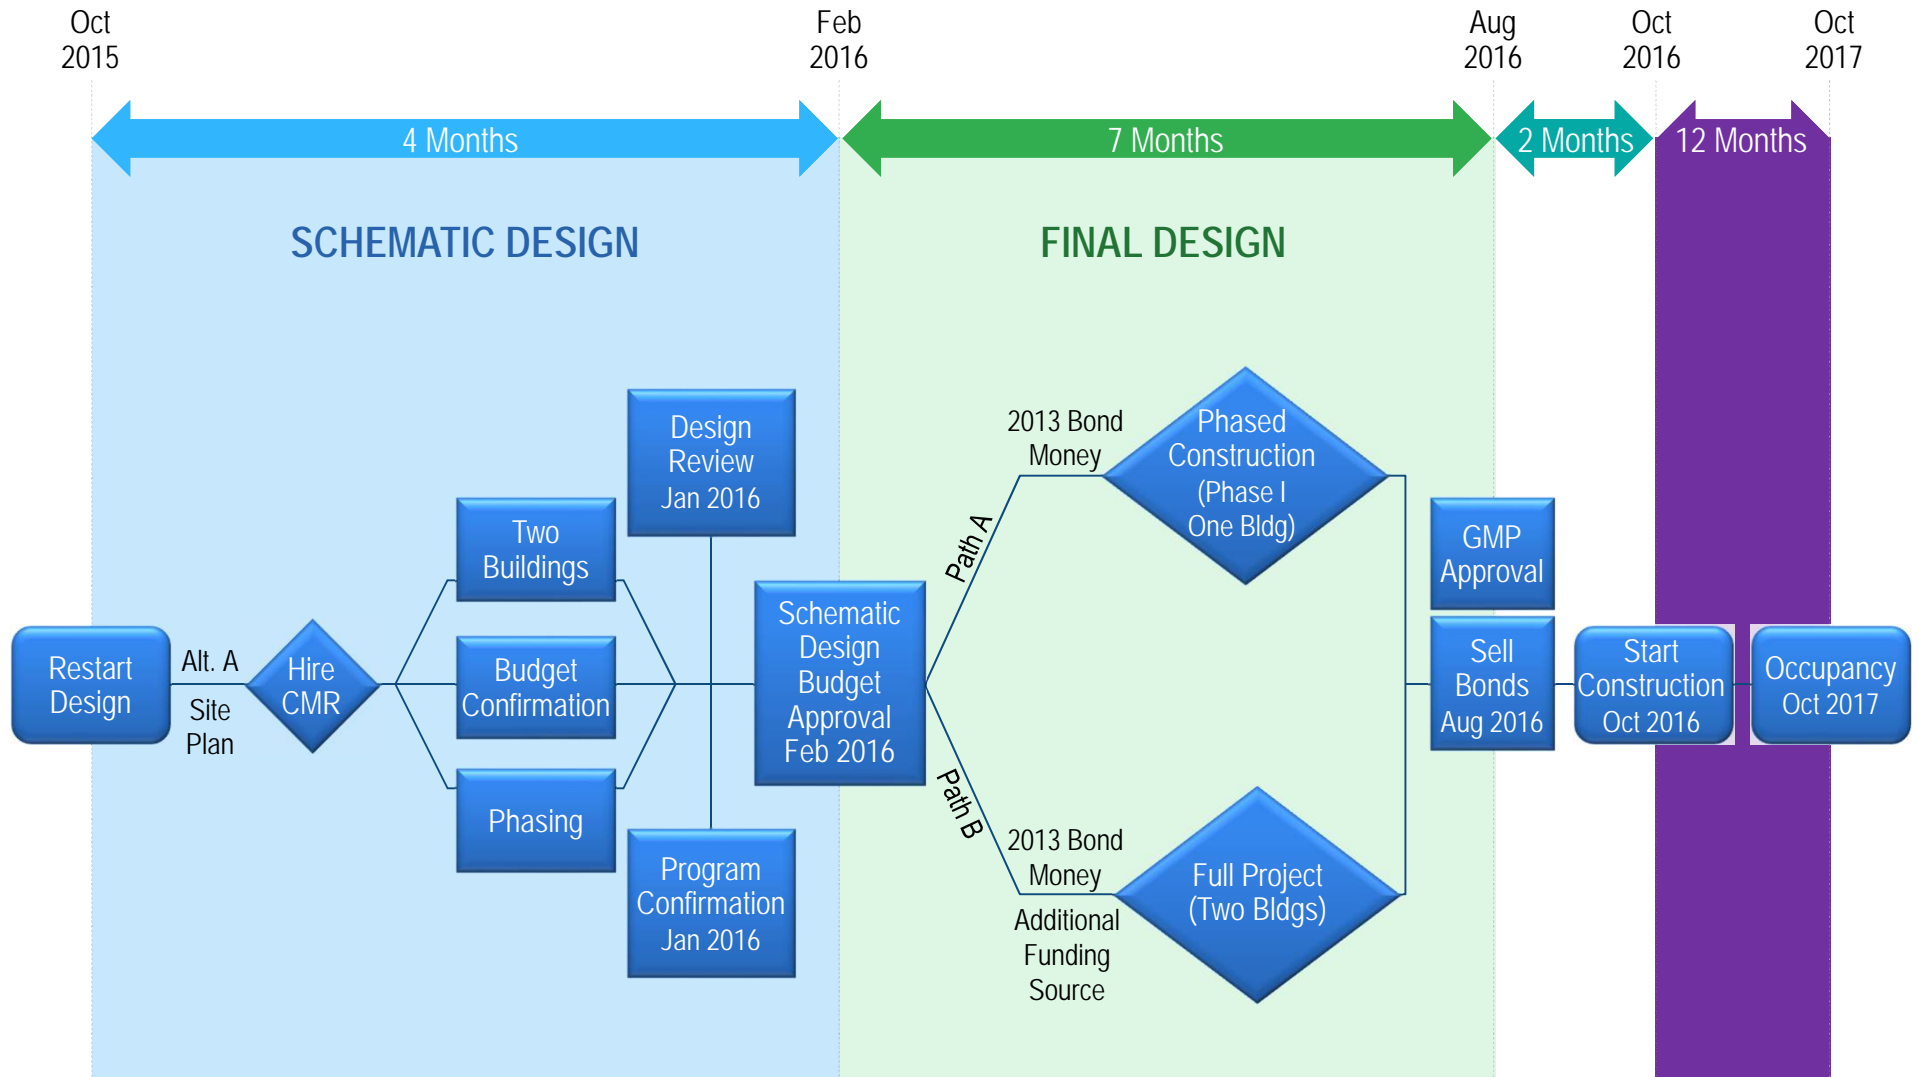 Oct
2015
Feb
2016
Aug
2016
Oct
2016
Oct
2017
4 Months
7 Months
2 Months
12 Months
SCHEMATIC DESIGN
FINAL DESIGN
Restart
Design
Alt. A
Site
Plan
Hire
CMR
Two
Buildings
Budget
Confirmation
Phasing
Design
Review
Jan 2016
Program
Confirmation
Jan 2016
Schematic
Design
Budget
Approval
Feb 2016
Path A
2013 Bond
Money
Phased
Construction
(Phase I
One Bldg)
Path B
2013 Bond
Money
Additional
Funding
Source
Full Project
(Two Bldgs)
GMP
Approval
Sell
Bonds
Aug 2016
Start
Construction
Oct 2016
Occupancy
Oct 2017